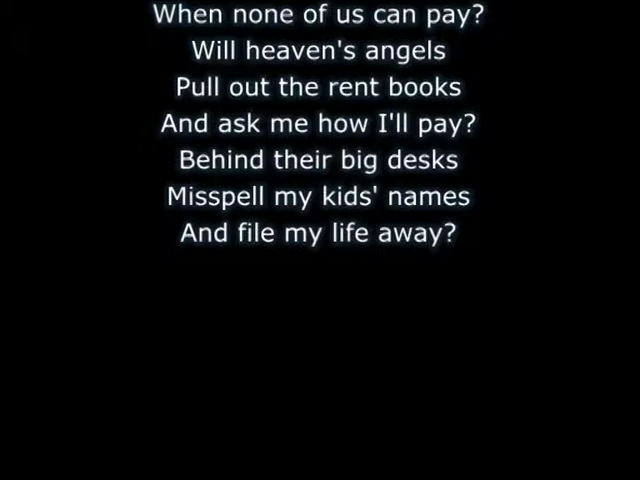 When none of us can pay?
Will heaven's angels
Pull out the rent books
And ask me how I'll pay?
Behind their big desks
Misspell my kids' names
And file my life away?